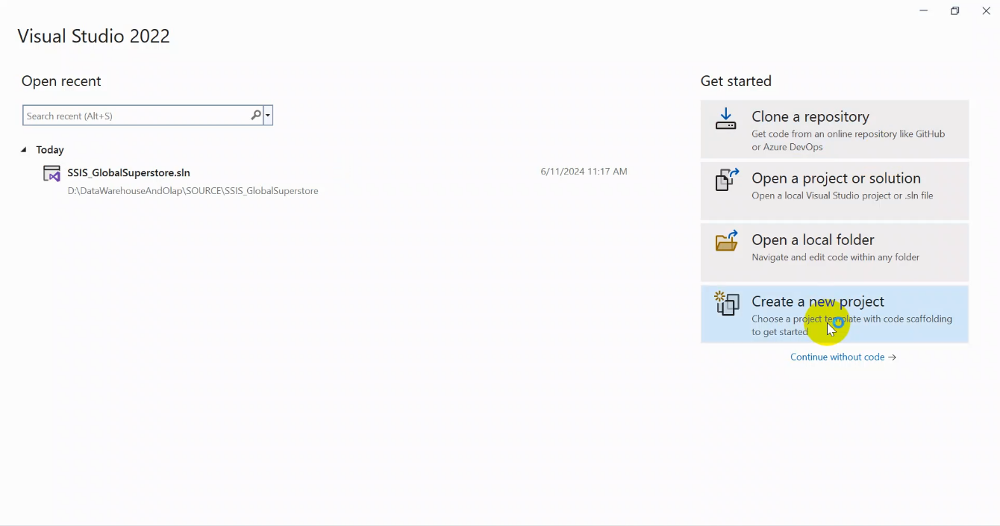 Visual Studio 2022
Open recent
Search recent (Alt+S)
Today
SSIS_GlobalSuperstore.sln
6/11/2024 11:17 AM
D:\DataWarehouseAndOlap\SOURCE\SSIS_GlobalSuperstore
Get started
Clone a repository
Get code from an online repository like GitHub
or Azure DevOps
Open a project or solution
Open a local Visual Studio project or .sln file
Open a local folder
Navigate and edit code within any folder
Create a new project
Choose a project template with code scaffolding
to get started
Continue without code →